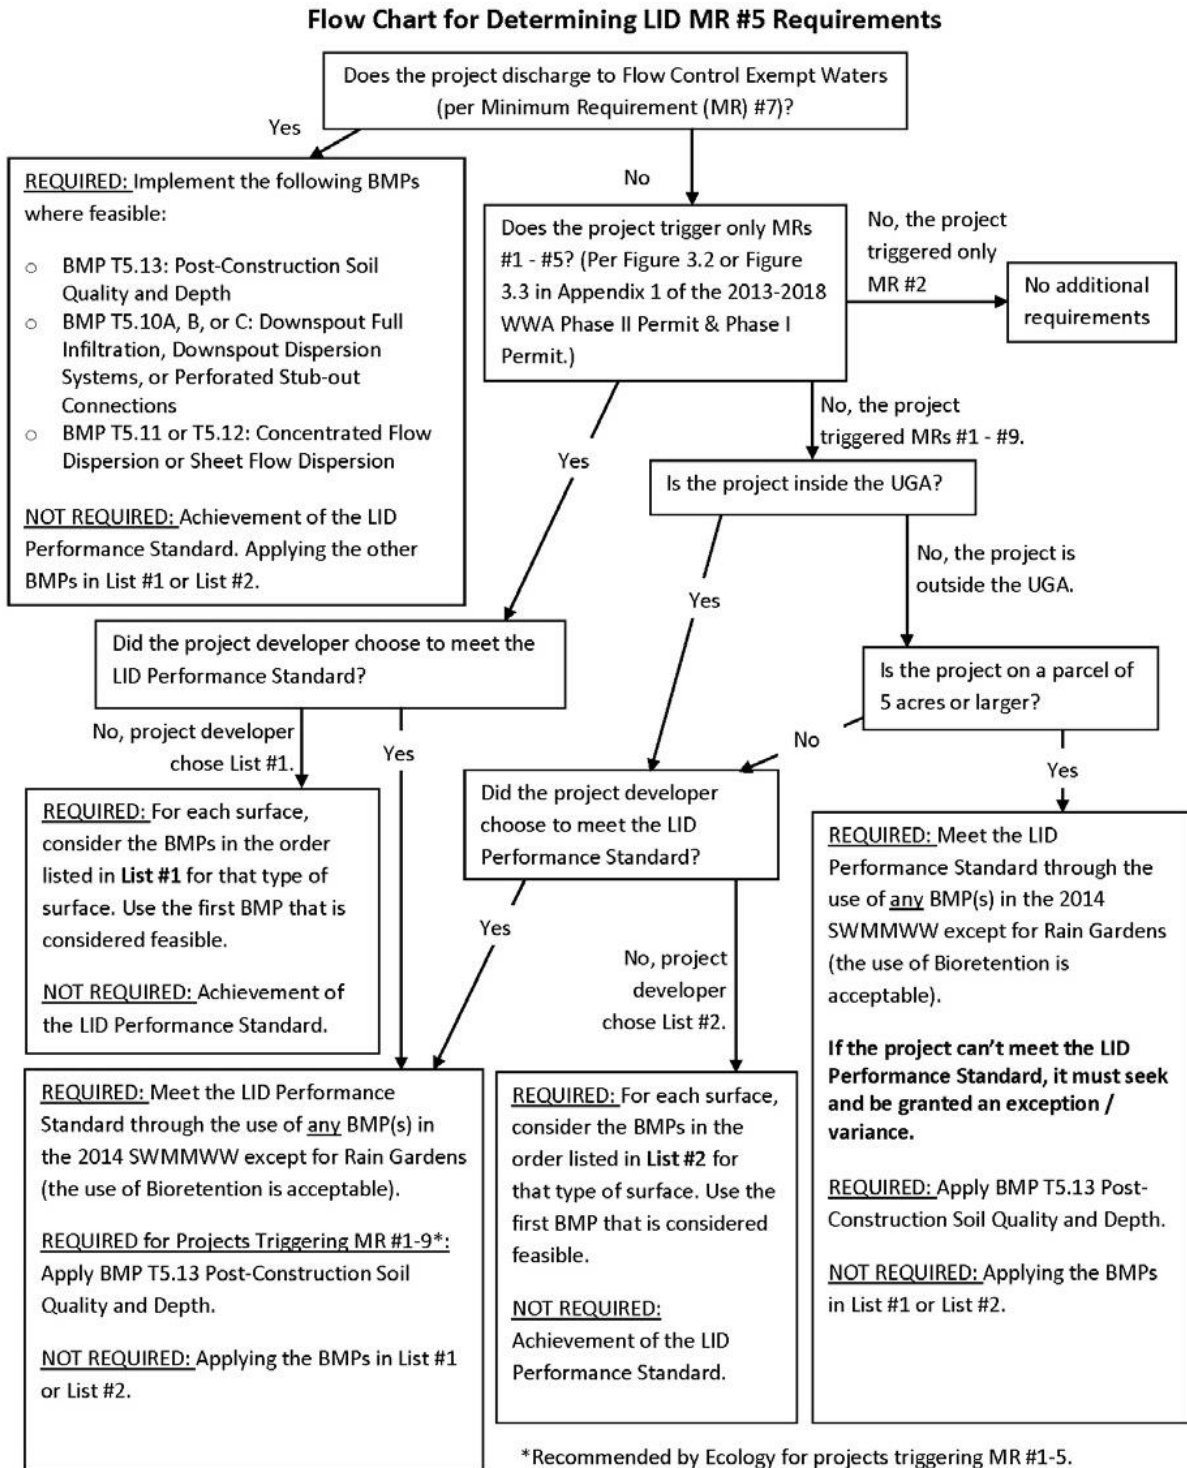 Flow Chart for Determining LID MR #5 Requirements
Does the project discharge to Flow Control Exempt Waters
(per Minimum Requirement (MR) #7)?
Yes
No
REQUIRED: Implement the following BMPs
where feasible:
○ BMP T5.13: Post-Construction Soil
Quality and Depth
○ BMP T5.10A, B, or C: Downspout Full
Infiltration, Downspout Dispersion
Systems, or Perforated Stub-out
Connections
○ BMP T5.11 or T5.12: Concentrated Flow
Dispersion or Sheet Flow Dispersion
NOT REQUIRED: Achievement of the LID
Performance Standard. Applying the other
BMPs in List #1 or List #2.
Does the project trigger only MRs
#1 - #5? (Per Figure 3.2 or Figure
3.3 in Appendix 1 of the 2013-2018
WWA Phase II Permit & Phase I
Permit.)
No, the project
triggered only
MR #2
No additional
requirements
Yes
No, the project
triggered MRs #1 - #9.
Is the project inside the UGA?
Yes
No, the project is
outside the UGA.
Did the project developer choose to meet the
LID Performance Standard?
Is the project on a parcel of
5 acres or larger?
No, project developer
chose List #1.
Yes
No
Yes
REQUIRED: For each surface,
consider the BMPs in the order
listed in List #1 for that type of
surface. Use the first BMP that is
considered feasible.
NOT REQUIRED: Achievement of
the LID Performance Standard.
Did the project developer
choose to meet the LID
Performance Standard?
Yes
No, project
developer
chose List #2.
REQUIRED: Meet the LID
Performance Standard through the
use of any BMP(s) in the 2014
SWMMWW except for Rain Gardens
(the use of Bioretention is
acceptable).
If the project can't meet the LID
Performance Standard, it must seek
and be granted an exception /
variance.
REQUIRED: Apply BMP T5.13 Post-
Construction Soil Quality and Depth.
NOT REQUIRED: Applying the BMPs
in List #1 or List #2.
REQUIRED: Meet the LID Performance
Standard through the use of any BMP(s) in
the 2014 SWMMWW except for Rain Gardens
(the use of Bioretention is acceptable).
REQUIRED for Projects Triggering MR #1-9*:
Apply BMP T5.13 Post-Construction Soil
Quality and Depth.
NOT REQUIRED: Applying the BMPs in List #1
or List #2.
REQUIRED: For each surface,
consider the BMPs in the
order listed in List #2 for
that type of surface. Use the
first BMP that is considered
feasible.
NOT REQUIRED:
Achievement of the LID
Performance Standard.
*Recommended by Ecology for projects triggering MR #1-5.